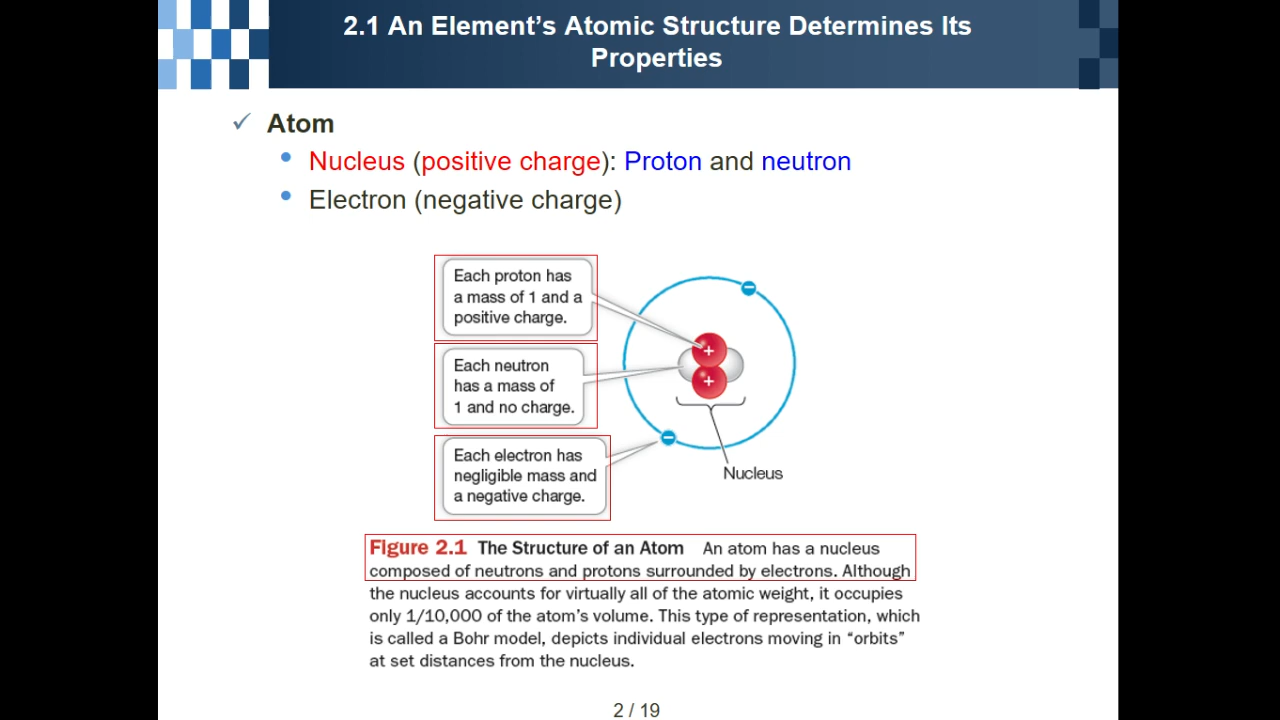 2.1 An Element’s Atomic Structure Determines Its
Properties
✓ Atom
• Nucleus (positive charge): Proton and neutron
• Electron (negative charge)
Each proton has
a mass of 1 and a
positive charge.
Each neutron
has a mass of
1 and no charge.
Each electron has
negligible mass and
a negative charge.
+
+
−
−
Nucleus
Figure 2.1 The Structure of an Atom An atom has a nucleus
composed of neutrons and protons surrounded by electrons. Although
the nucleus accounts for virtually all of the atomic weight, it occupies
only 1/10,000 of the atom’s volume. This type of representation, which
is called a Bohr model, depicts individual electrons moving in “orbits”
at set distances from the nucleus.
2 / 19